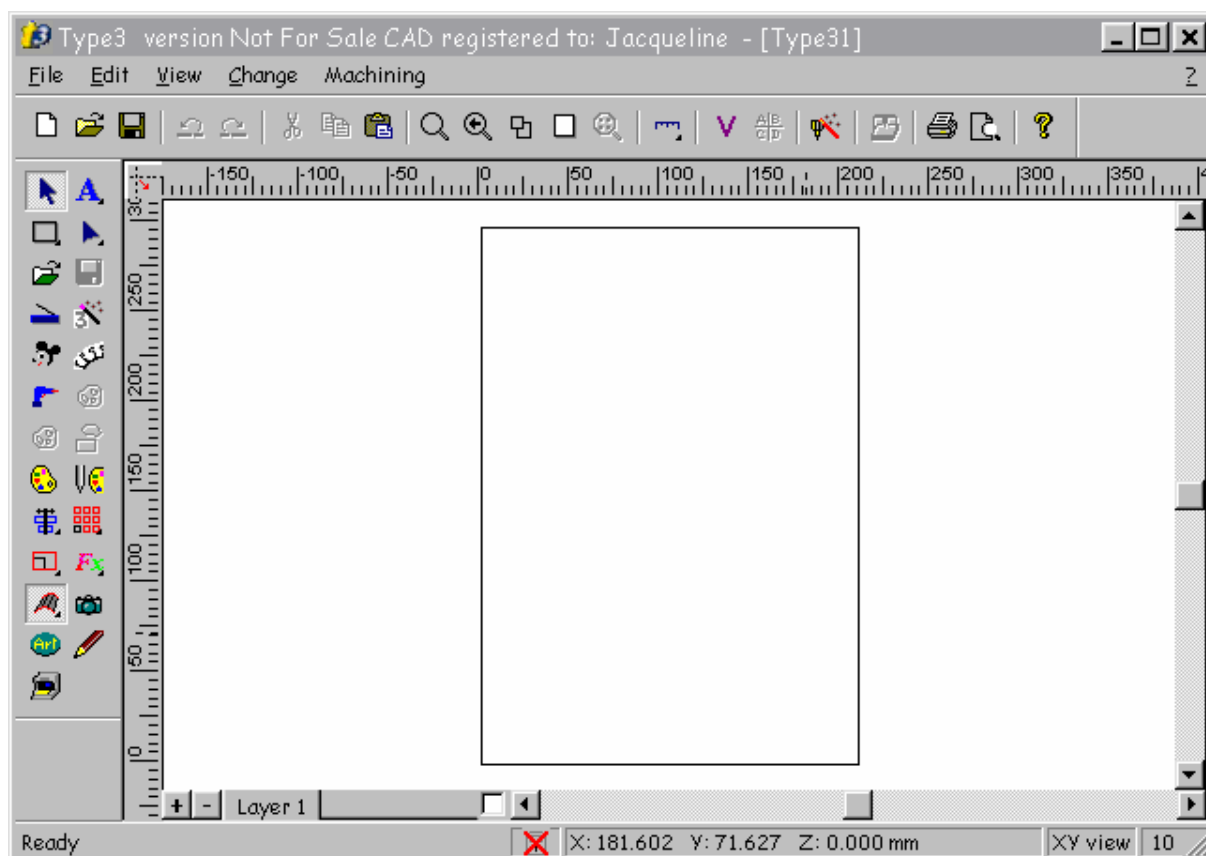 Type3 version Not For Sale CAD registered to: Jacqueline - [Type31]
File Edit View Change Machining ?
-150 -100 -50 0 50 100 150 200 250 300 350
250
200
150
100
50
0
Layer 1
Ready X: 181.602 Y: 71.627 Z: 0.000 mm XY view 10